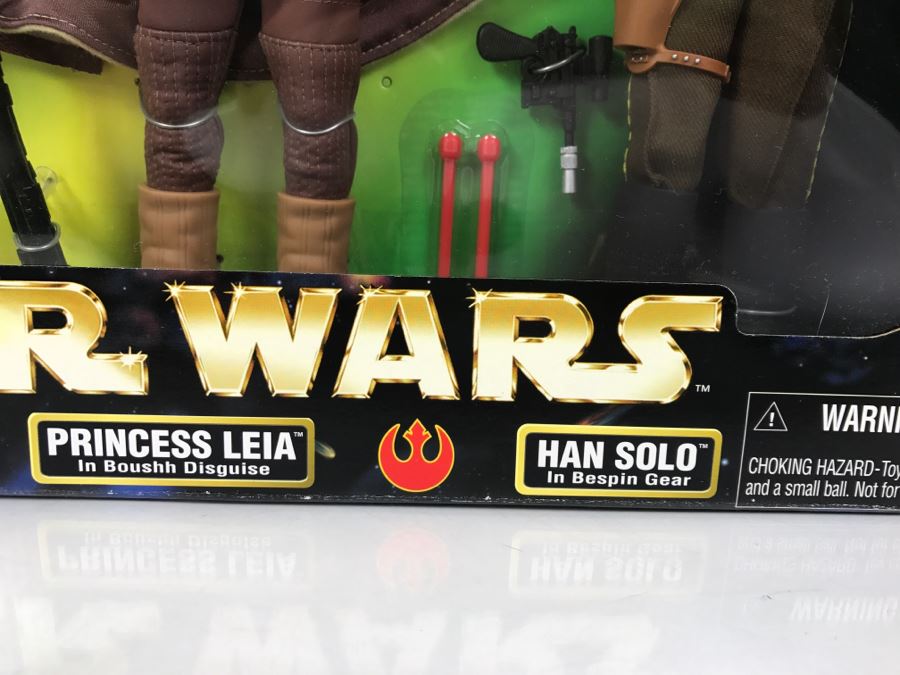 R WARS™
PRINCESS LEIA™
In Boushh Disguise
HAN SOLO™
In Bespin Gear
WARNI
CHOKING HAZARD-Toy
and a small ball. Not for